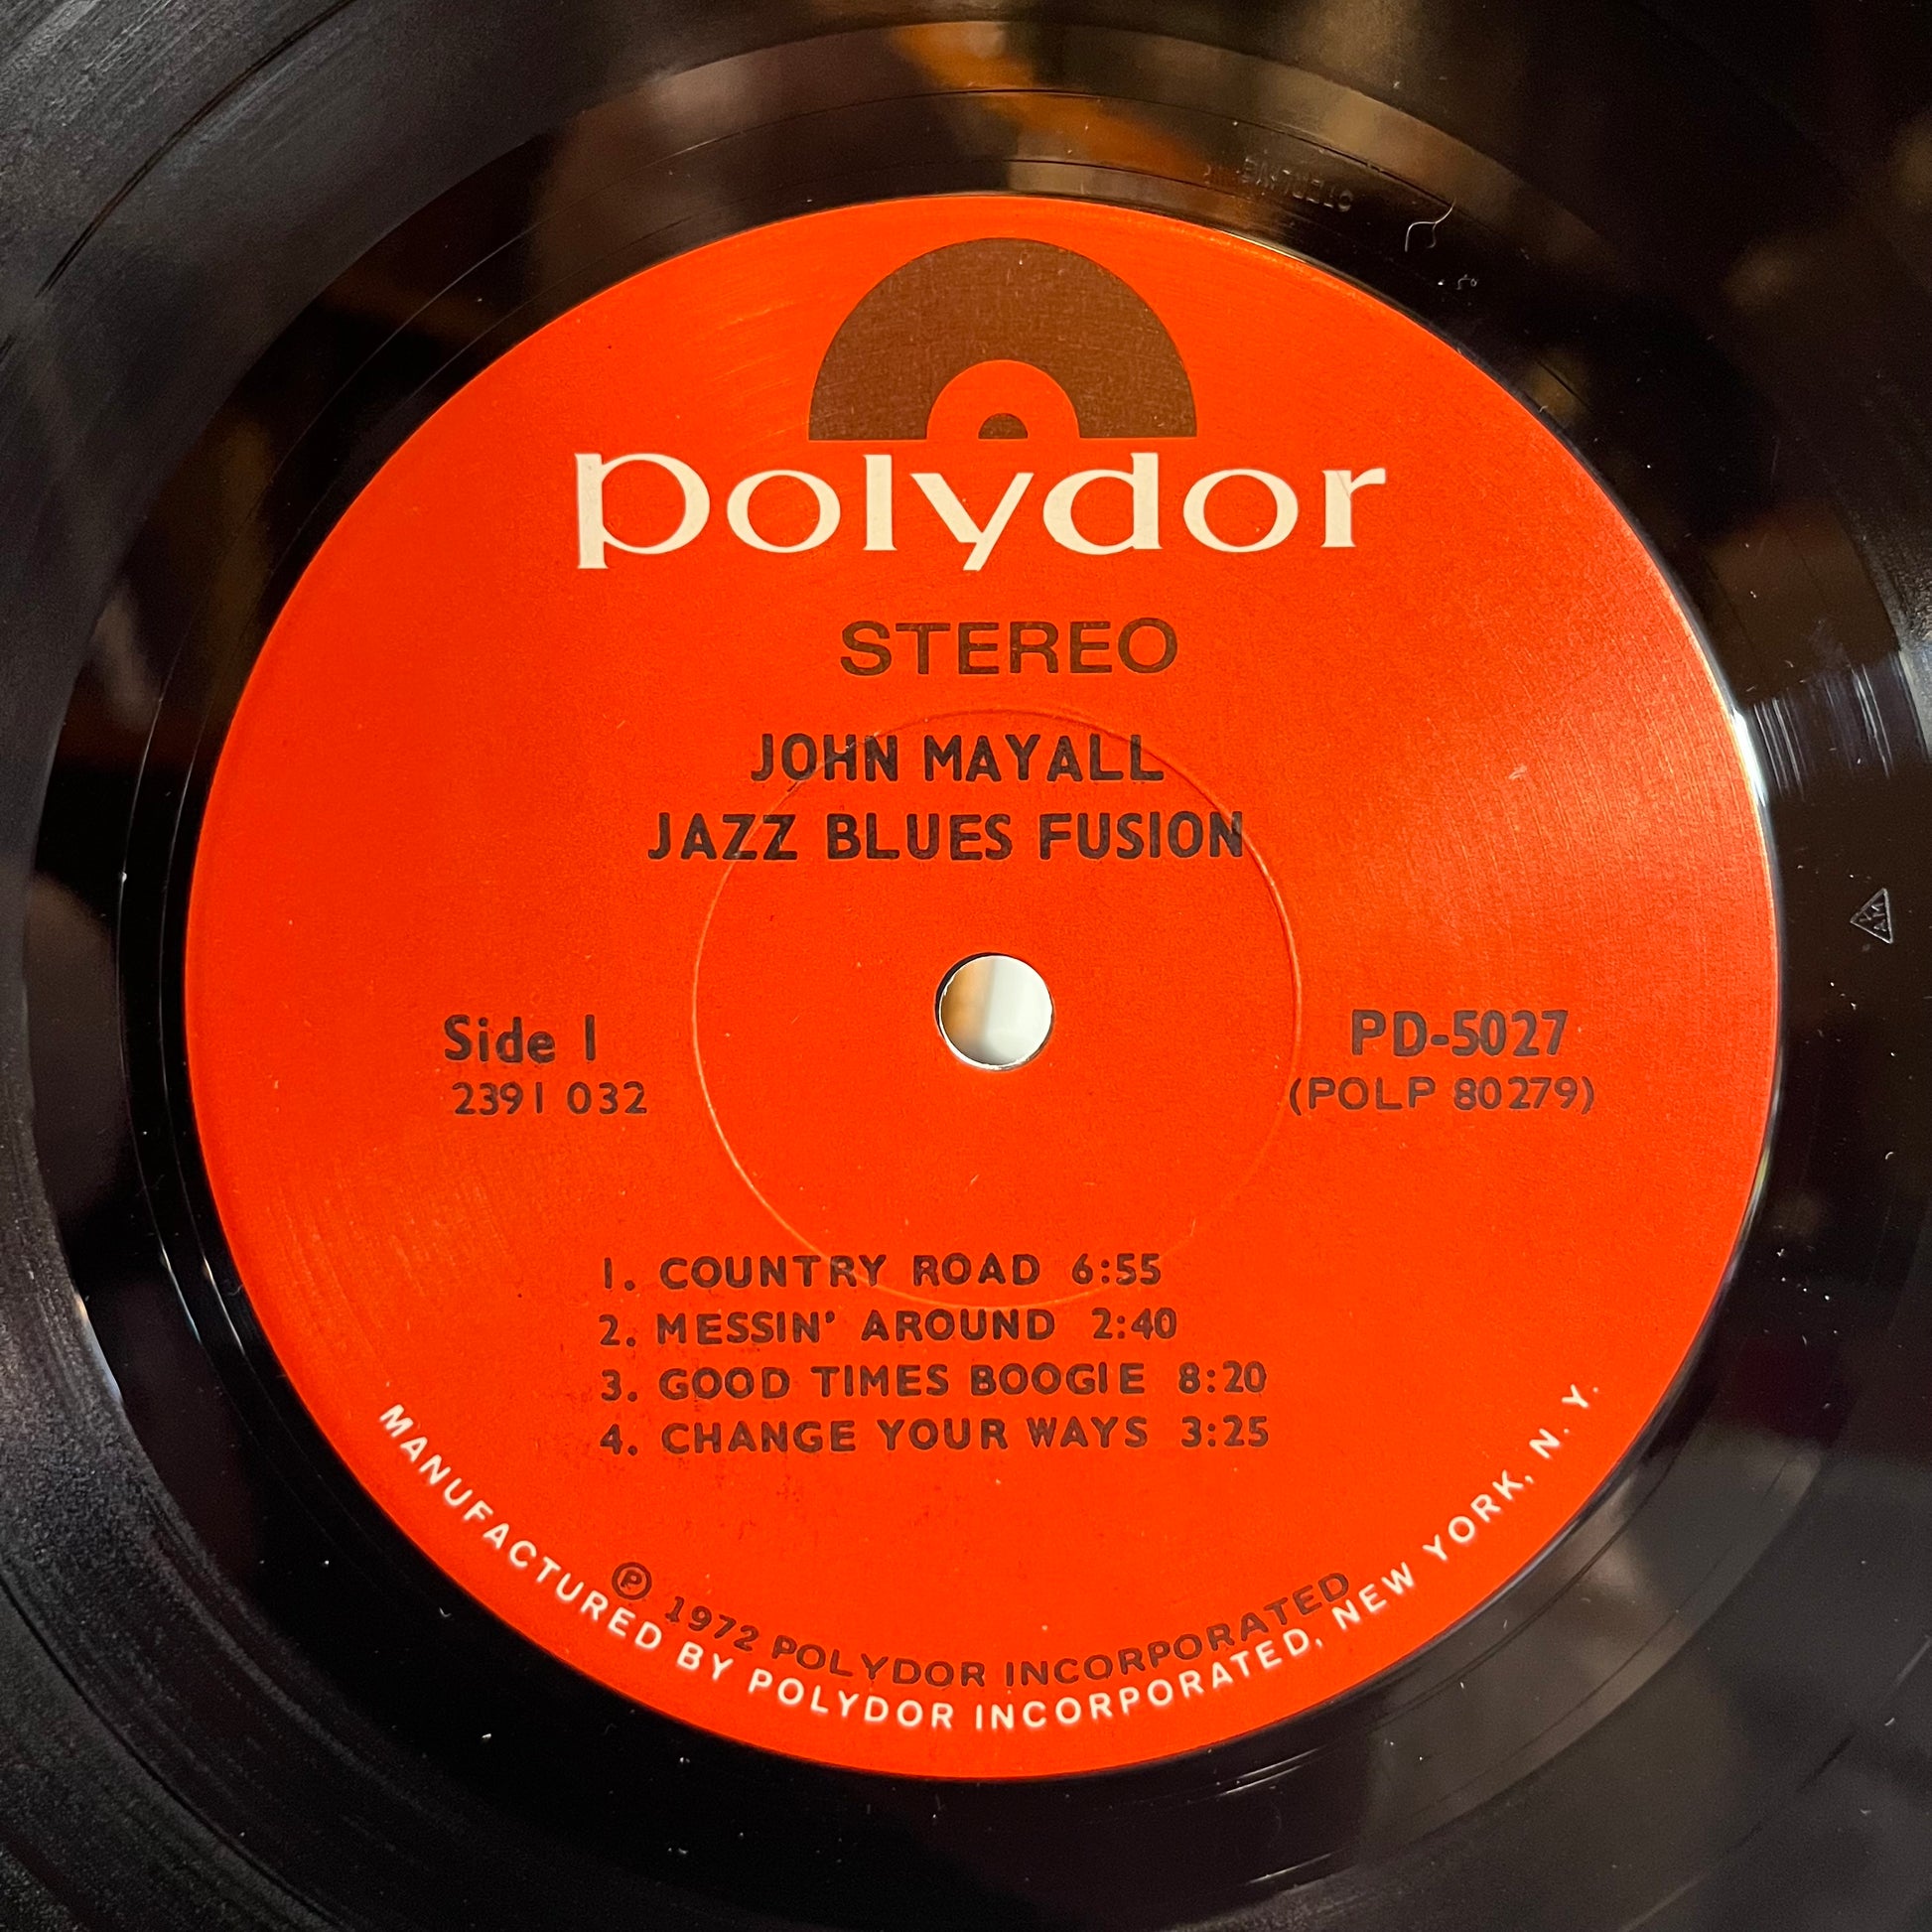 polydor
STEREO
JOHN MAYALL
JAZZ BLUES FUSION
Side 1
2391 032
PD-5027
(POLP 80279)
1. COUNTRY ROAD 6:55
2. MESSIN' AROUND 2:40
3. GOOD TIMES BOOGIE 8:20
4. CHANGE YOUR WAYS 3:25
℗ 1972 POLYDOR INCORPORATED
MANUFACTURED BY POLYDOR INCORPORATED, NEW YORK, N. Y.